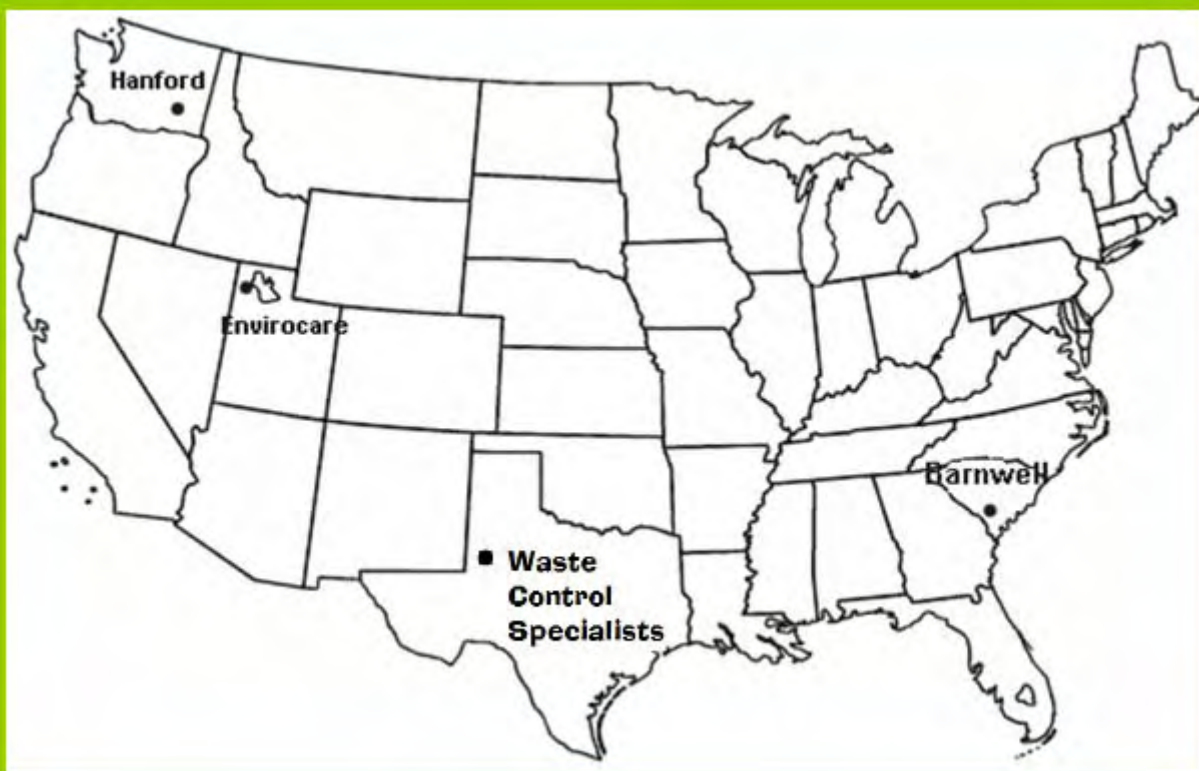 Hanford
Envirocare
Barnwell
Waste
Control
Specialists